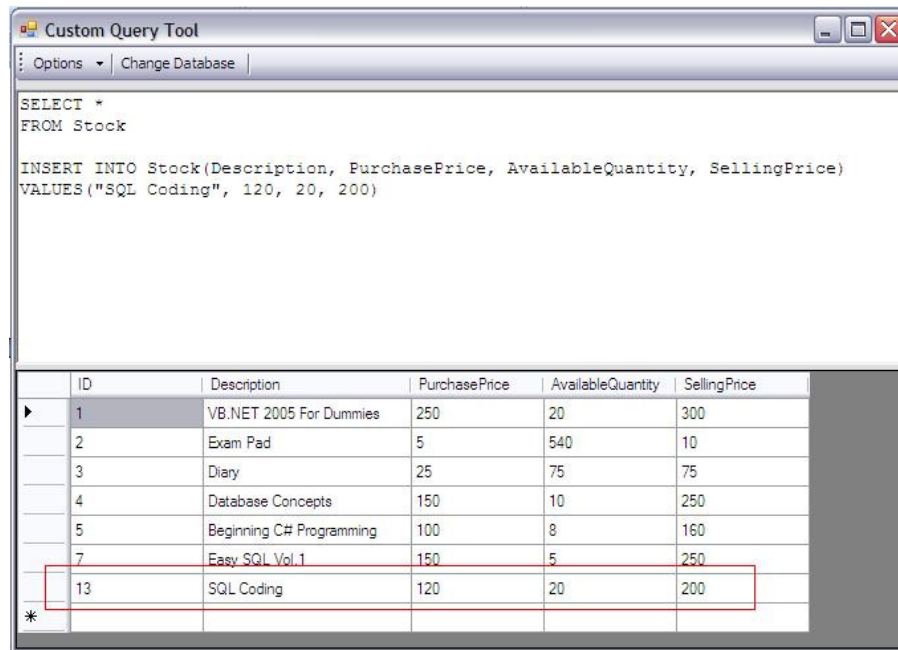 Custom Query Tool
Options Change Database
SELECT *
FROM Stock
INSERT INTO Stock(Description, PurchasePrice, AvailableQuantity, SellingPrice)
VALUES("SQL Coding", 120, 20, 200)
ID Description PurchasePrice AvailableQuantity SellingPrice
1 VB.NET 2005 For Dummies 250 20 300
2 Exam Pad 5 540 10
3 Diary 25 75 75
4 Database Concepts 150 10 250
5 Beginning C# Programming 100 8 160
7 Easy SQL Vol.1 150 5 250
13 SQL Coding 120 20 200